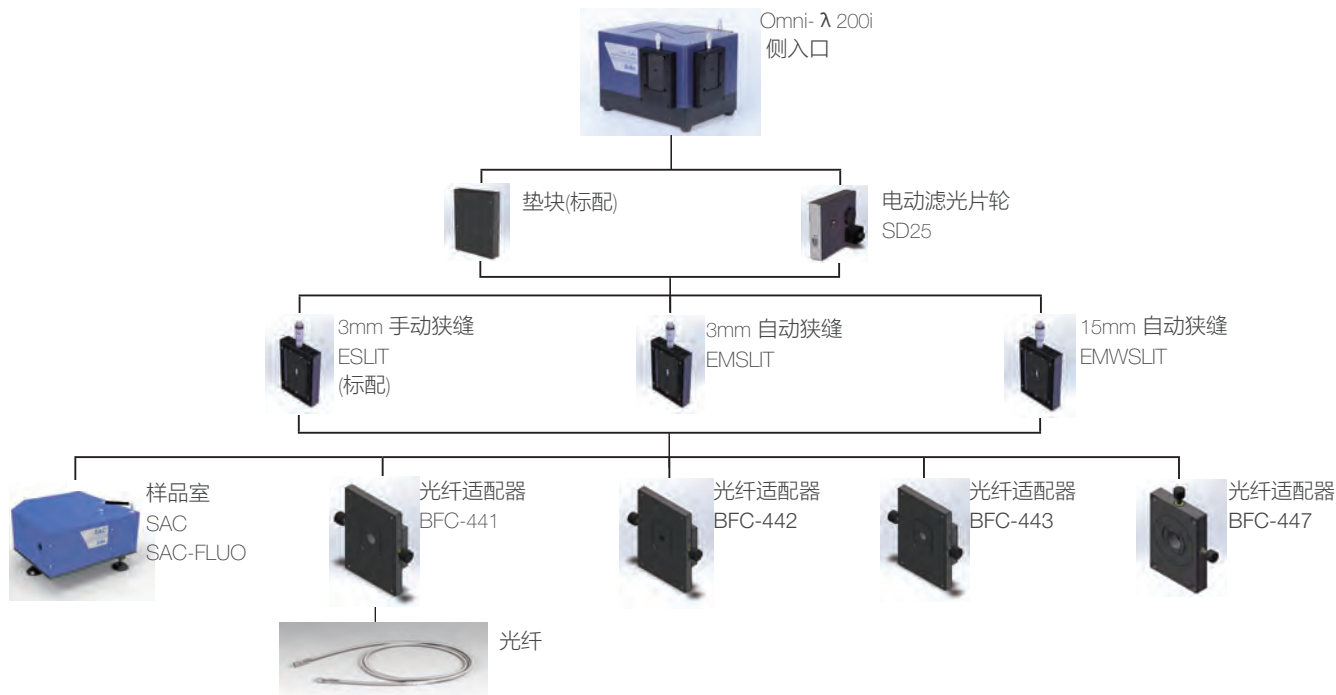 Omni- λ 200i
侧入口
垫块(标配)
电动滤光片轮
SD25
3mm 手动狭缝
ESLIT
(标配)
3mm 自动狭缝
EMSLIT
15mm 自动狭缝
EMWSLIT
样品室
SAC
SAC-FLUO
光纤适配器
BFC-441
光纤适配器
BFC-442
光纤适配器
BFC-443
光纤适配器
BFC-447
光纤